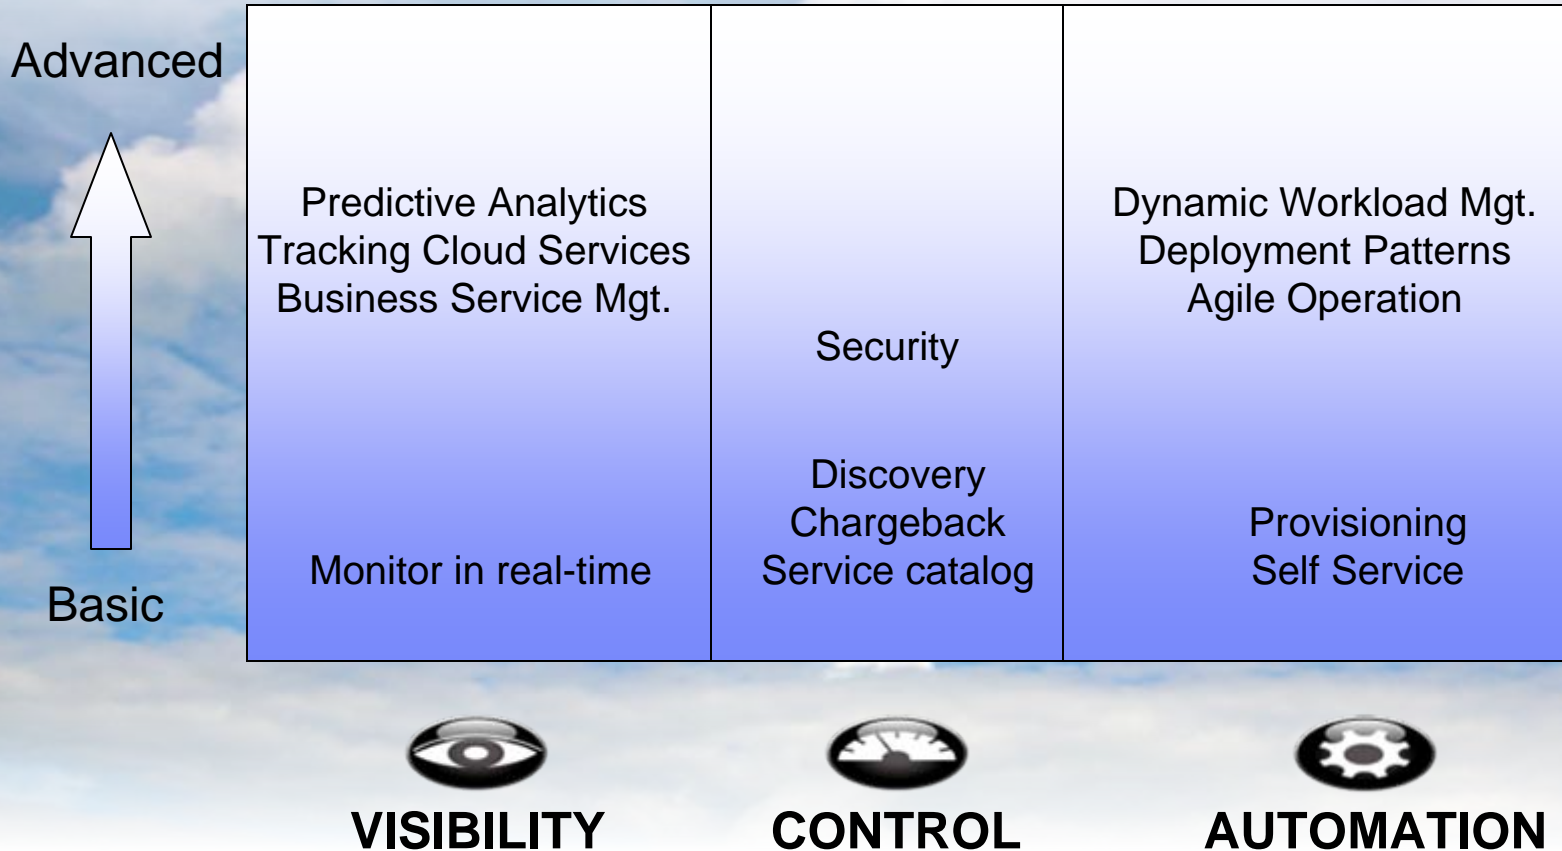 Advanced
Basic
Predictive Analytics
Tracking Cloud Services
Business Service Mgt.
Monitor in real-time
Security
Discovery
Chargeback
Service catalog
Dynamic Workload Mgt.
Deployment Patterns
Agile Operation
Provisioning
Self Service
VISIBILITY
CONTROL
AUTOMATION